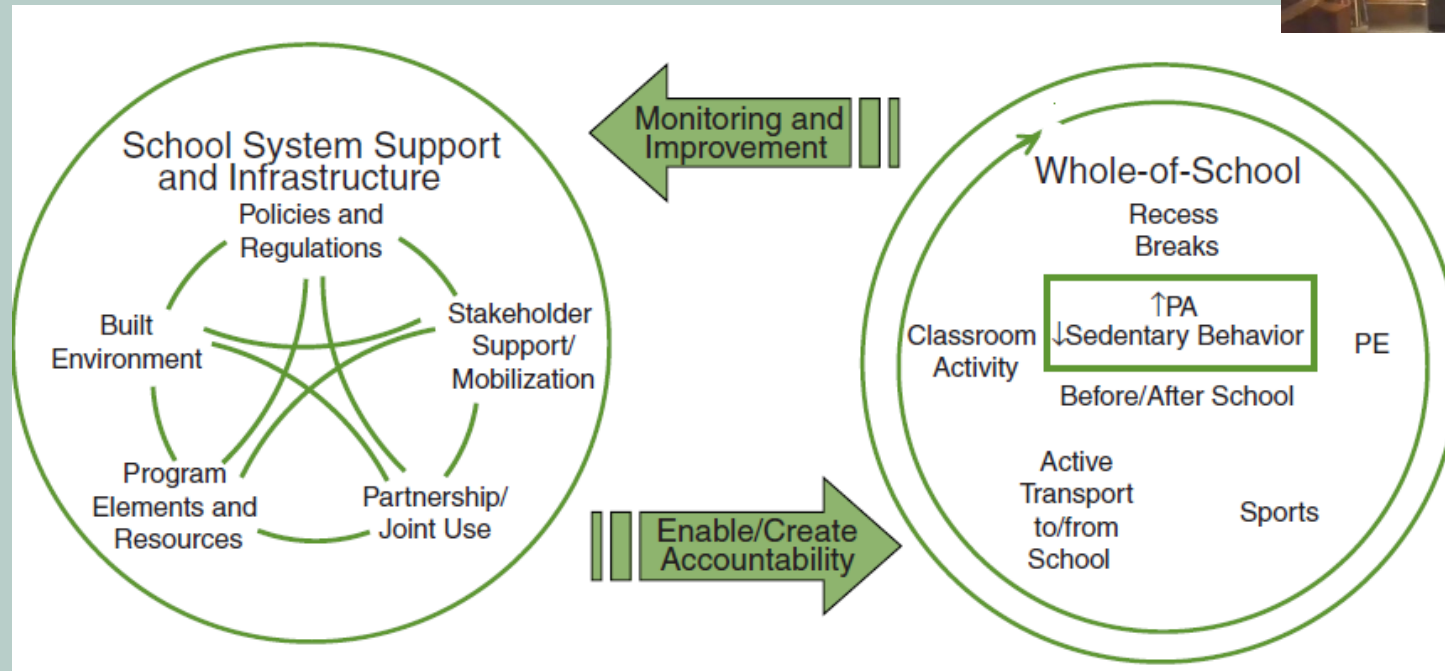 School System Support
and Infrastructure
Policies and
Regulations
Built
Environment
Stakeholder
Support/
Mobilization
Program
Elements and
Resources
Partnership/
Joint Use
Monitoring and
Improvement
Enable/Create
Accountability
Whole-of-School
Recess
Breaks
↑PA
↓Sedentary Behavior
Classroom
Activity
PE
Before/After School
Active
Transport
to/from
School
Sports